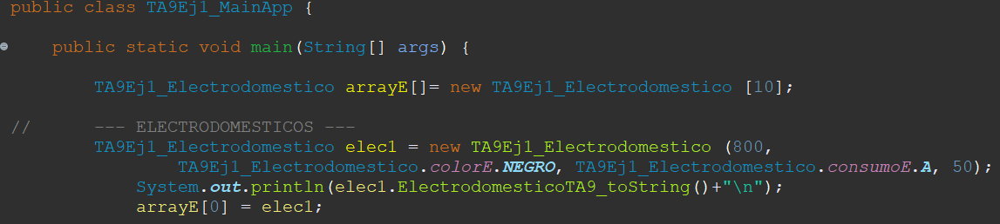 public class TA9Ej1_MainApp {
public static void main(String[] args) {
TA9Ej1_Electrodomestico arrayE[]= new TA9Ej1_Electrodomestico [10];
// --- ELECTRODOMESTICOS ---
TA9Ej1_Electrodomestico elec1 = new TA9Ej1_Electrodomestico (800,
TA9Ej1_Electrodomestico.colorE.NEGRO, TA9Ej1_Electrodomestico.consumoE.A, 50);
System.out.println(elec1.ElectrodomesticoTA9_toString()+"\n");
arrayE[0] = elec1;